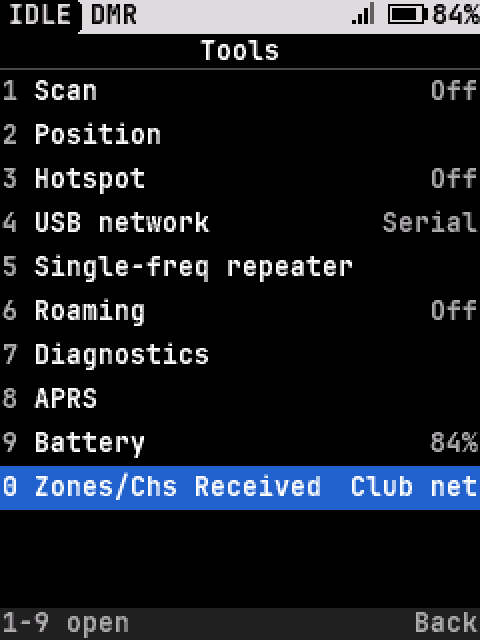 IDLE DMR 84%
Tools
1 Scan Off
2 Position
3 Hotspot Off
4 USB network Serial
5 Single-freq repeater
6 Roaming Off
7 Diagnostics
8 APRS
9 Battery 84%
0 Zones/Chs Received Club net
1-9 open Back